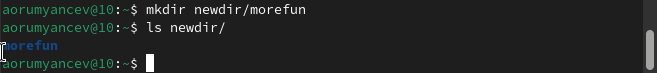 aorumyancev@10:~$ mkdir newdir/morefun
aorumyancev@10:~$ ls newdir/
morefun
aorumyancev@10:~$